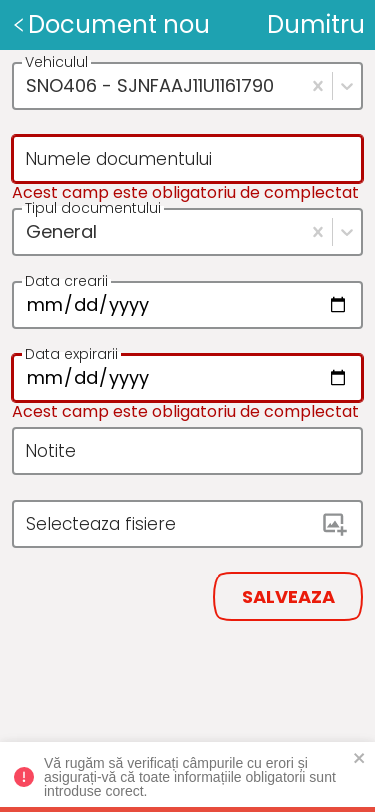 Document nou Dumitru
Vehiculul
SNO406 - SJNFAAJ11U1161790
Numele documentului
Acest camp este obligatoriu de complectat
Tipul documentului
General
Data crearii
mm/dd/yyyy
Data expirarii
mm/dd/yyyy
Acest camp este obligatoriu de complectat
Notite
Selecteaza fisiere
SALVEAZA
Vă rugăm să verificați câmpurile cu erori și
asigurați-vă că toate informațiile obligatorii sunt
introduse corect.